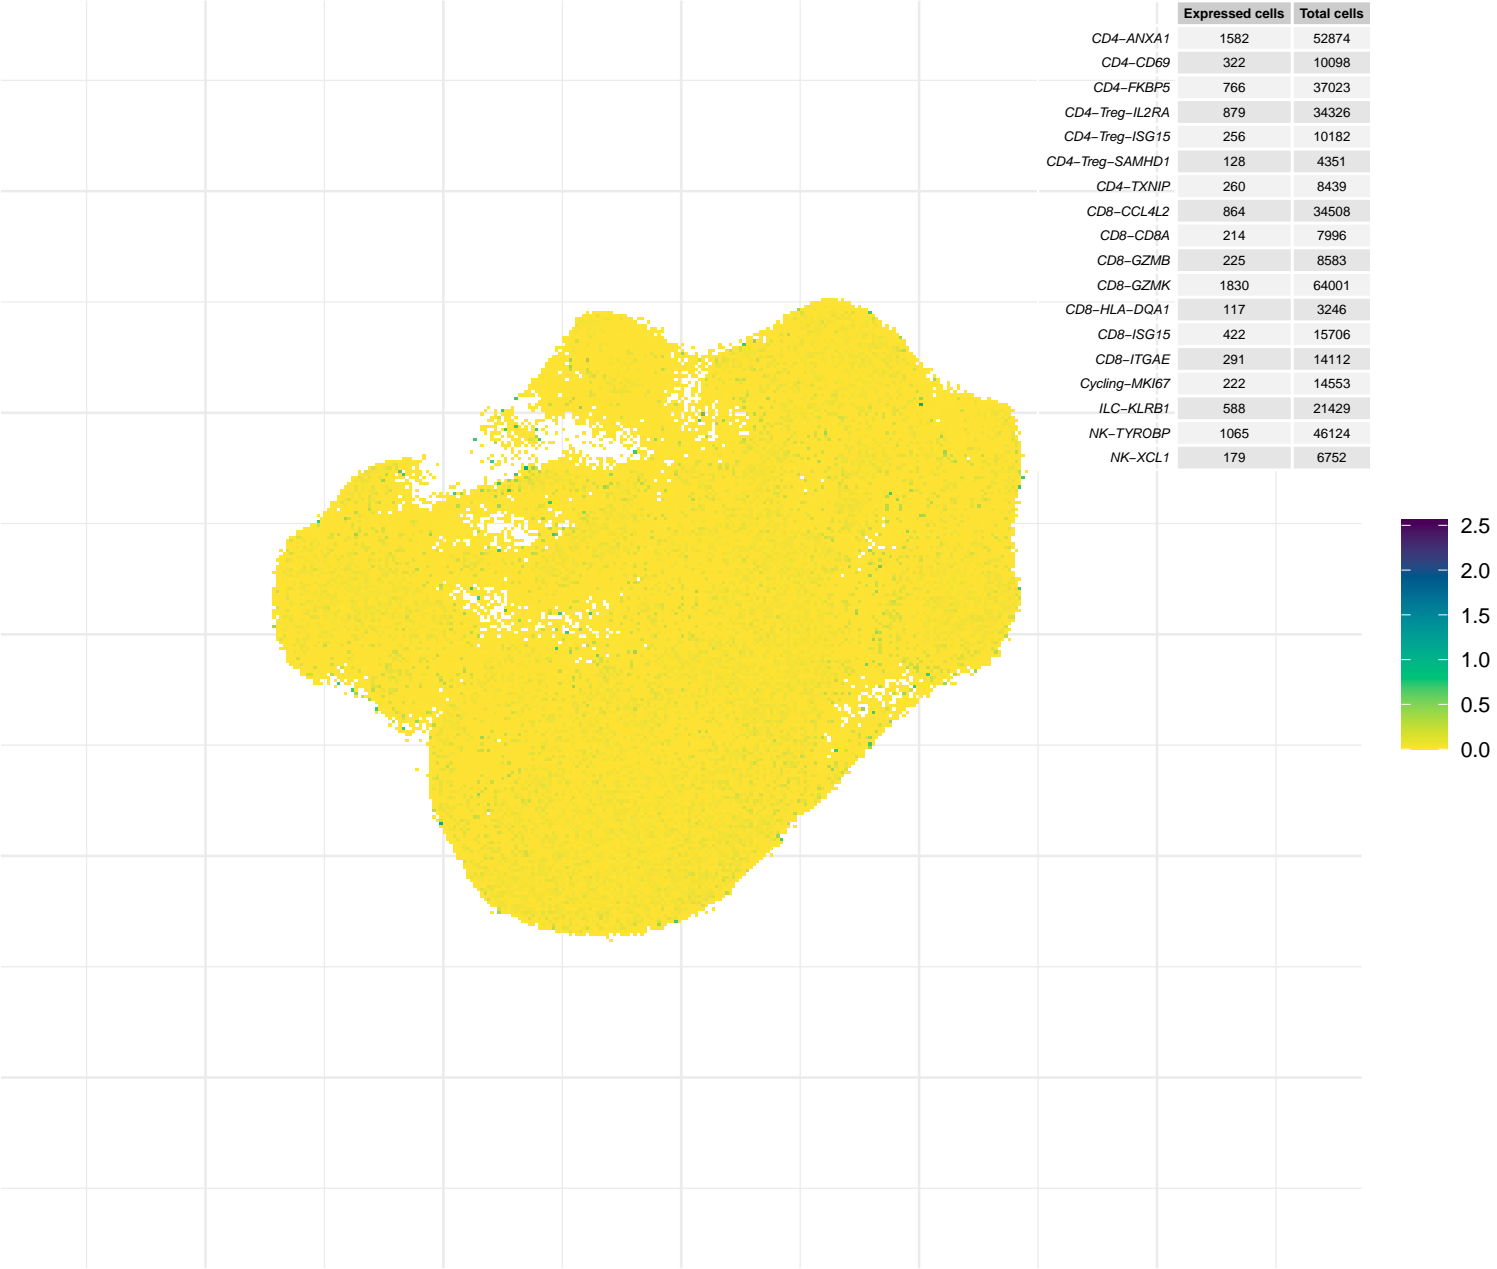 Expressed cells Total cells
CD4−ANXA1 1582 52874
CD4−CD69 322 10098
CD4−FKBP5 766 37023
CD4−Treg−IL2RA 879 34326
CD4−Treg−ISG15 256 10182
CD4−Treg−SAMHD1 128 4351
CD4−TXNIP 260 8439
CD8−CCL4L2 864 34508
CD8−CD8A 214 7996
CD8−GZMB 225 8583
CD8−GZMK 1830 64001
CD8−HLA−DQA1 117 3246
CD8−ISG15 422 15706
CD8−ITGAE 291 14112
Cycling−MKI67 222 14553
ILC−KLRB1 588 21429
NK−TYROBP 1065 46124
NK−XCL1 179 6752
2.5
2.0
1.5
1.0
0.5
0.0